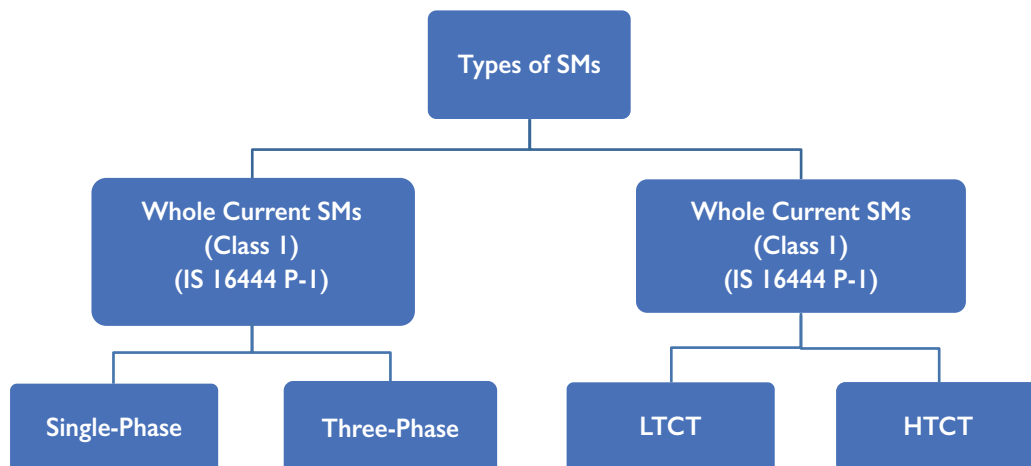 Types of SMs
Whole Current SMs
(Class 1)
(IS 16444 P-1)
Whole Current SMs
(Class 1)
(IS 16444 P-1)
Single-Phase
Three-Phase
LTCT
HTCT